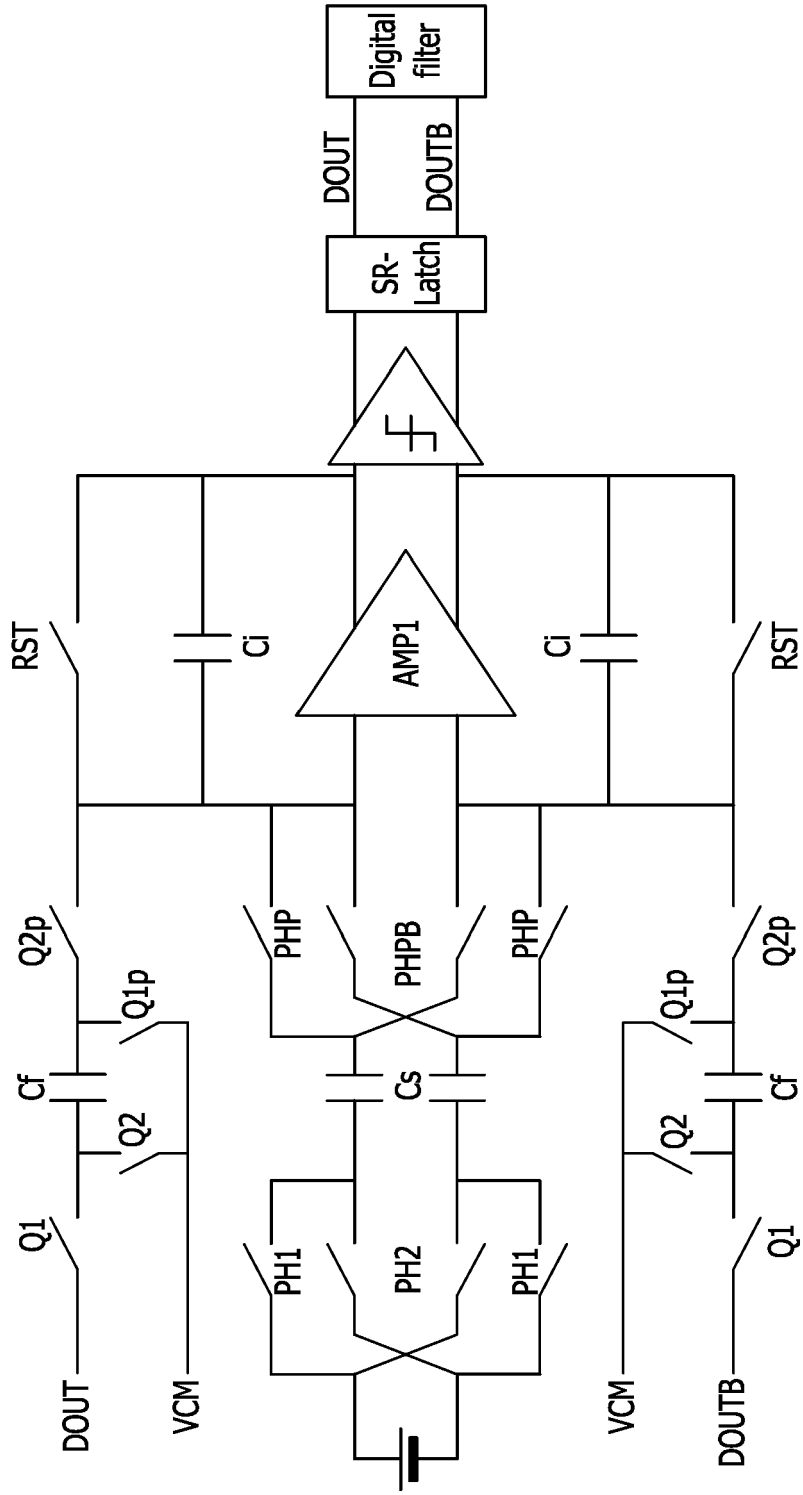 DOUT
Q1
Q2
Cf
Q1p
Q2p
VCM
RST
Ci
PH1
PH2
PH1
Cs
PHP
PHPB
PHP
AMP1
SR-
Latch
DOUT
DOUTB
Digital
filter
Ci
RST
VCM
Q2
Q1p
DOUTB
Q1
Cf
Q2p